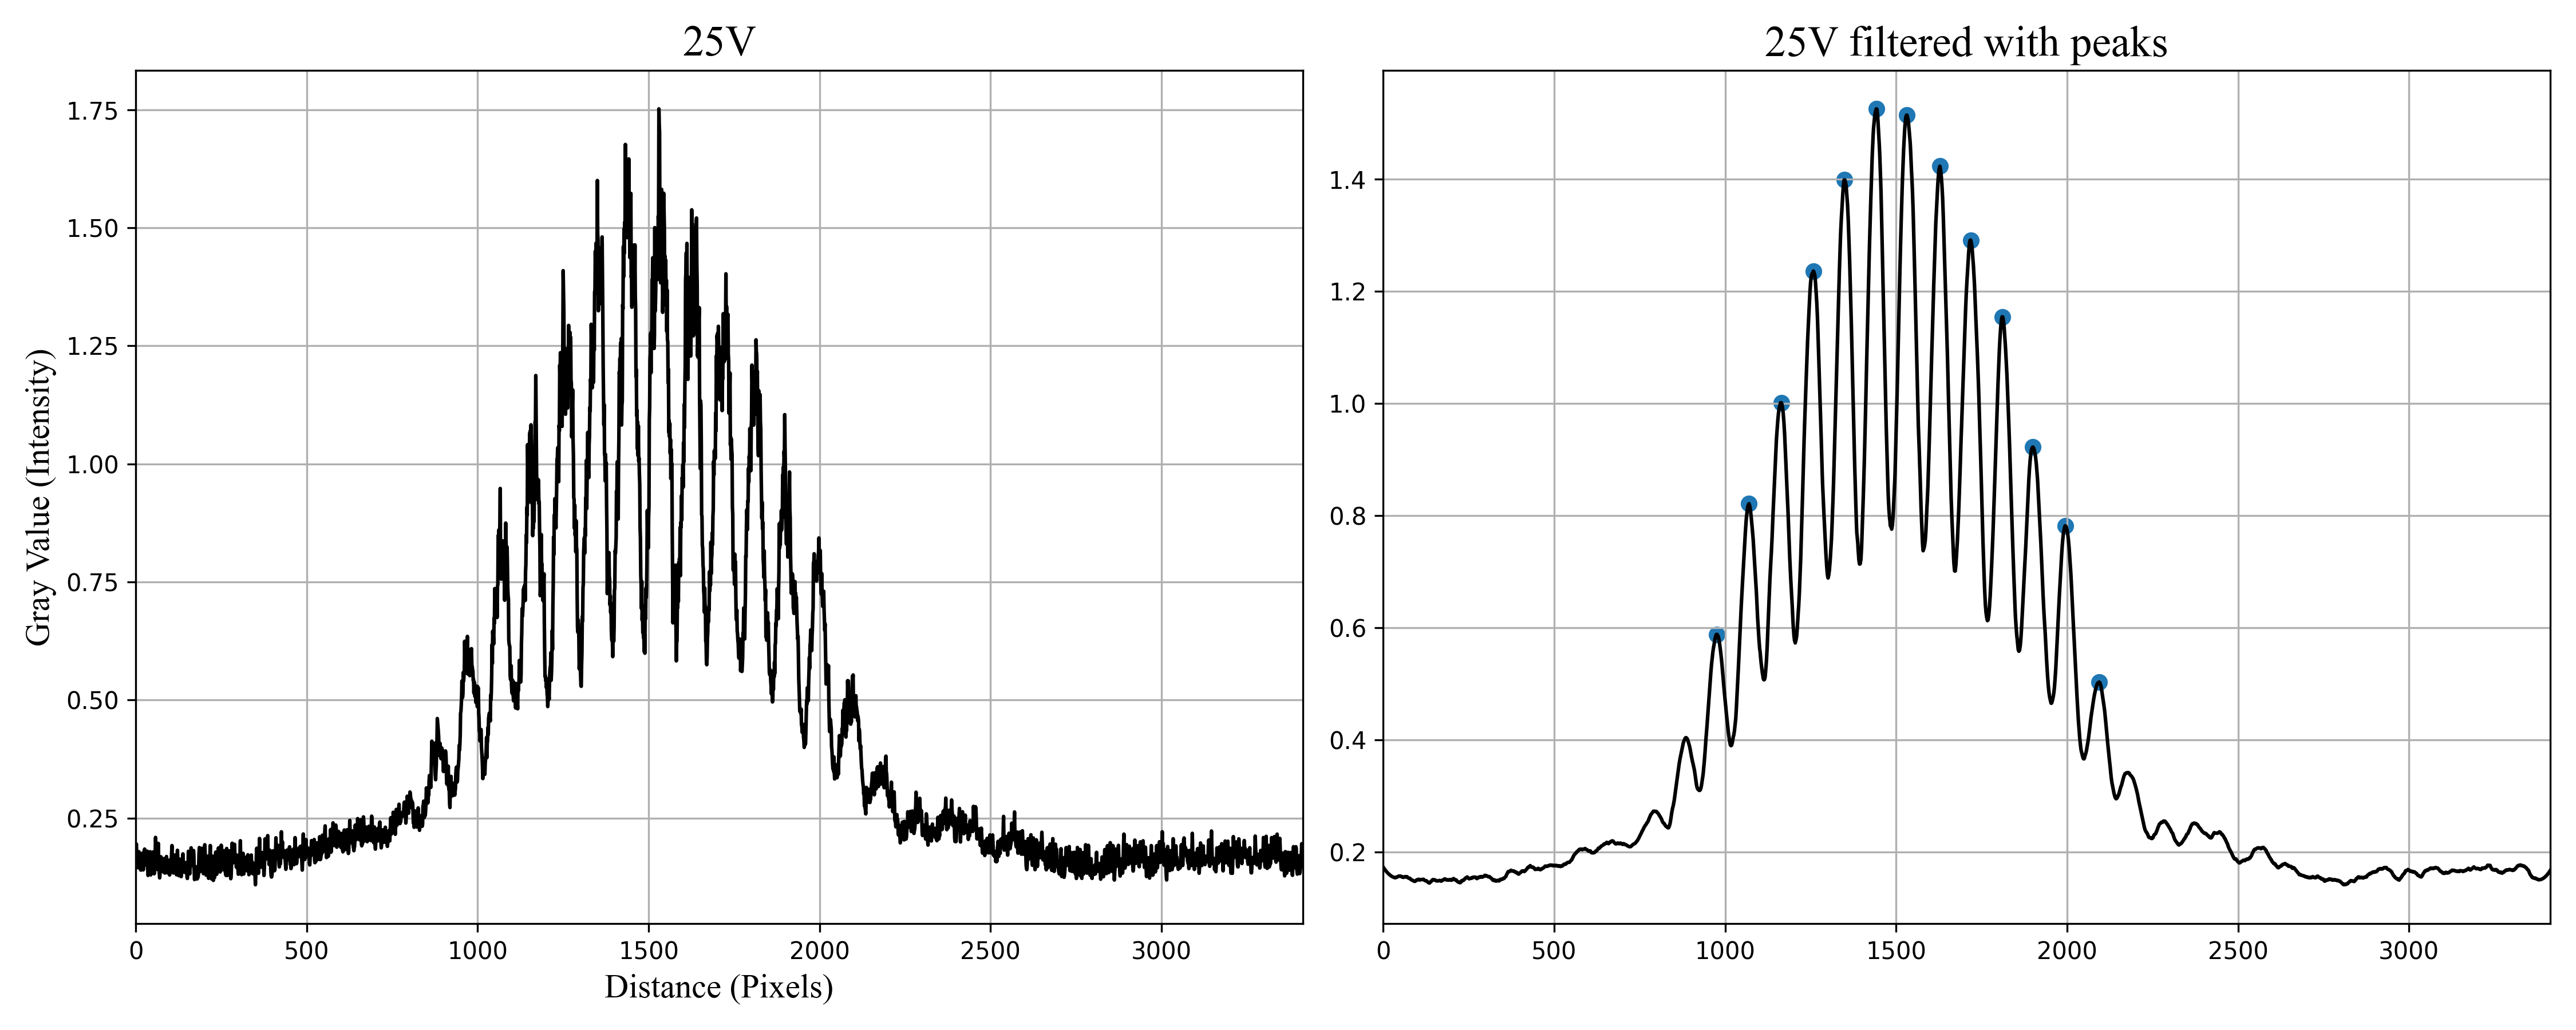 25V
25V filtered with peaks
Gray Value (Intensity)
1.75
1.50
1.25
1.00
0.75
0.50
0.25
0 500 1000 1500 2000 2500 3000
Distance (Pixels)
1.4
1.2
1.0
0.8
0.6
0.4
0.2
0 500 1000 1500 2000 2500 3000